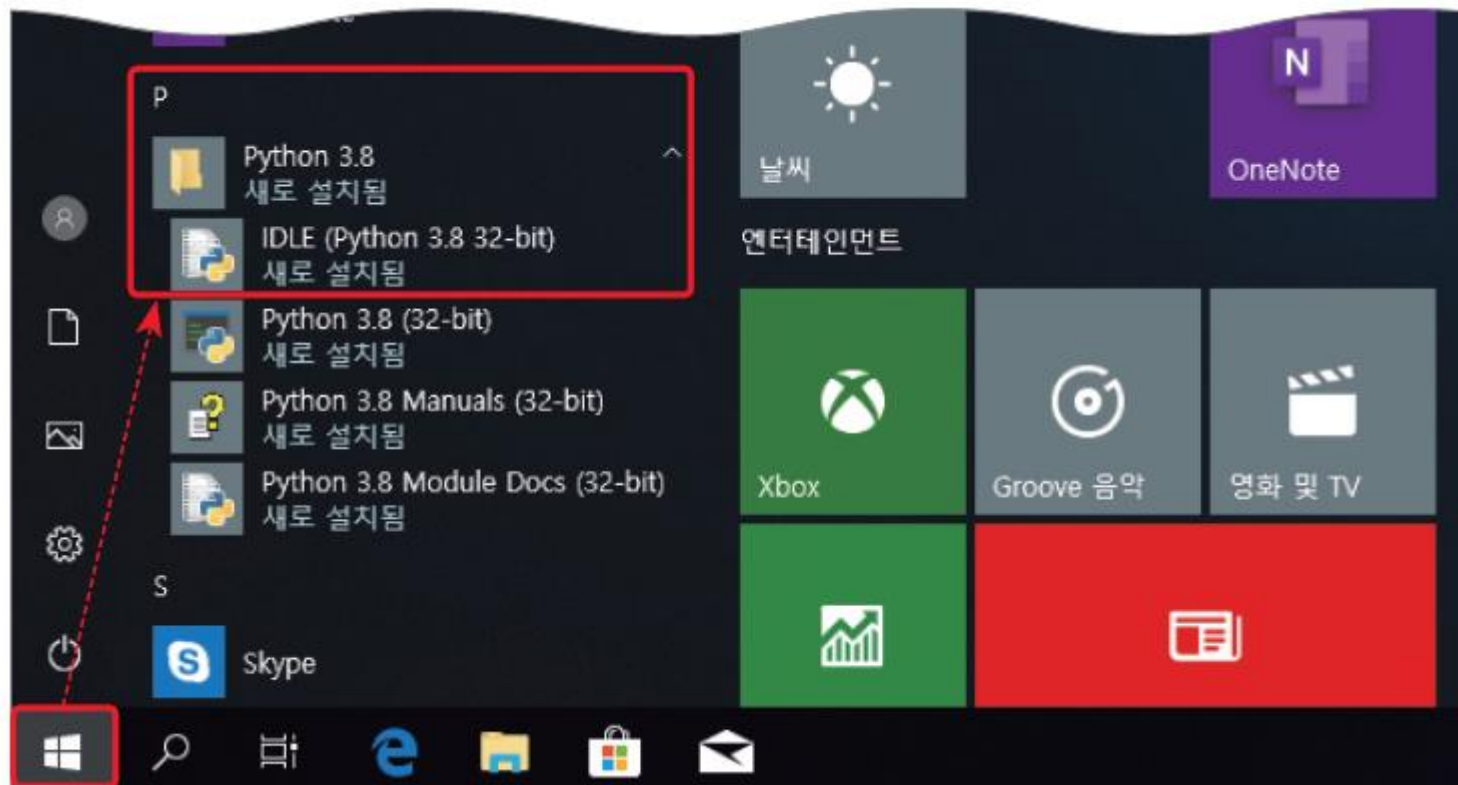 P
Python 3.8
새로 설치됨
IDLE (Python 3.8 32-bit)
새로 설치됨
Python 3.8 (32-bit)
새로 설치됨
Python 3.8 Manuals (32-bit)
새로 설치됨
Python 3.8 Module Docs (32-bit)
새로 설치됨
S
Skype
날씨
OneNote
엔터테인먼트
Xbox
Groove 음악
영화 및 TV